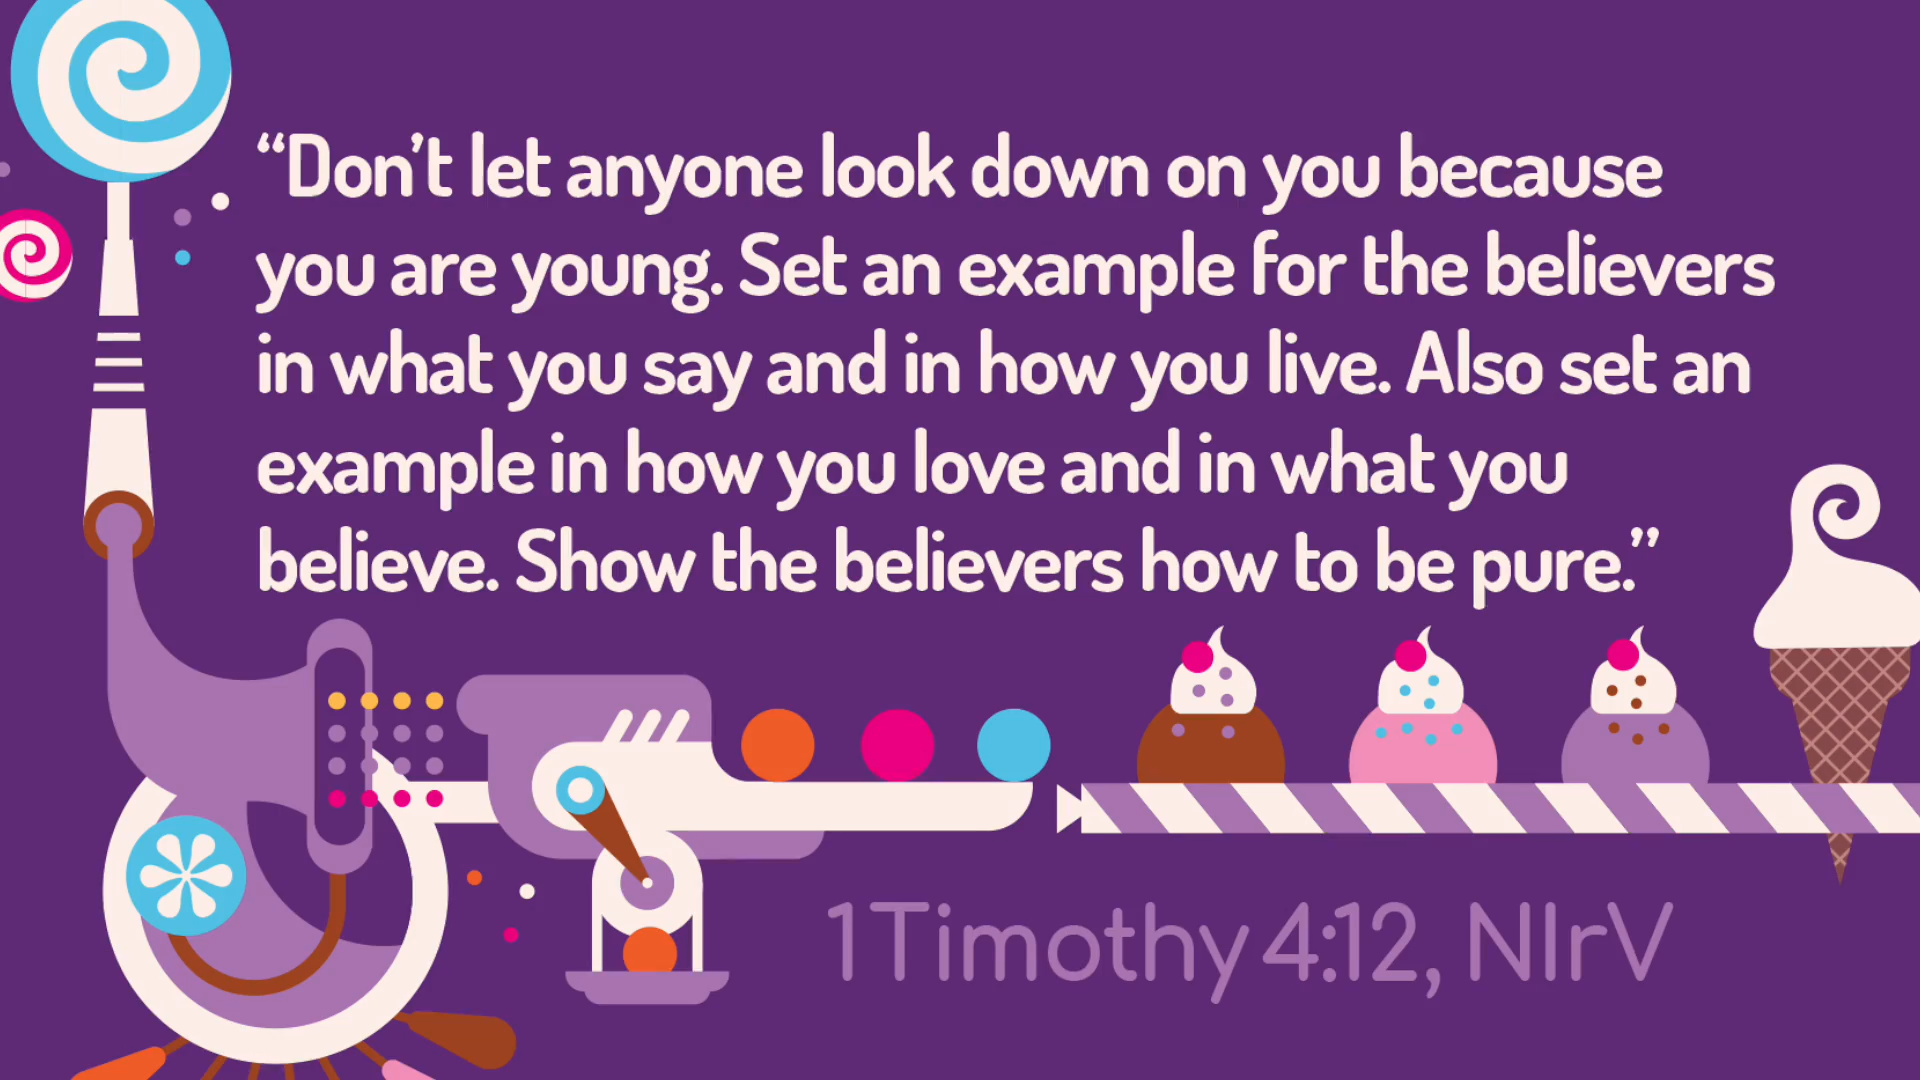 “Don’t let anyone look down on you because
you are young. Set an example for the believers
in what you say and in how you live. Also set an
example in how you love and in what you
believe. Show the believers how to be pure.”
1 Timothy 4:12, NIrV